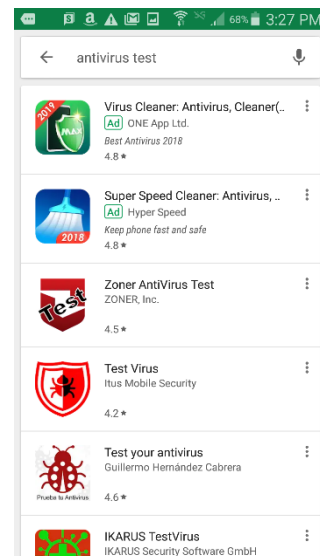 68% 3:27 PM
antivirus test
2019
MAX
Virus Cleaner: Antivirus, Cleaner(..
Ad ONE App Ltd.
Best Antivirus 2018
4.8★
2018
Super Speed Cleaner: Antivirus, ..
Ad Hyper Speed
Keep phone fast and safe
4.8★
Test
Zoner AntiVirus Test
ZONER, Inc.
4.5★
Test Virus
Itus Mobile Security
4.2★
Prueba tu Antivirus
Test your antivirus
Guillermo Hernández Cabrera
4.6★
IKARUS TestVirus
IKARUS Security Software GmbH